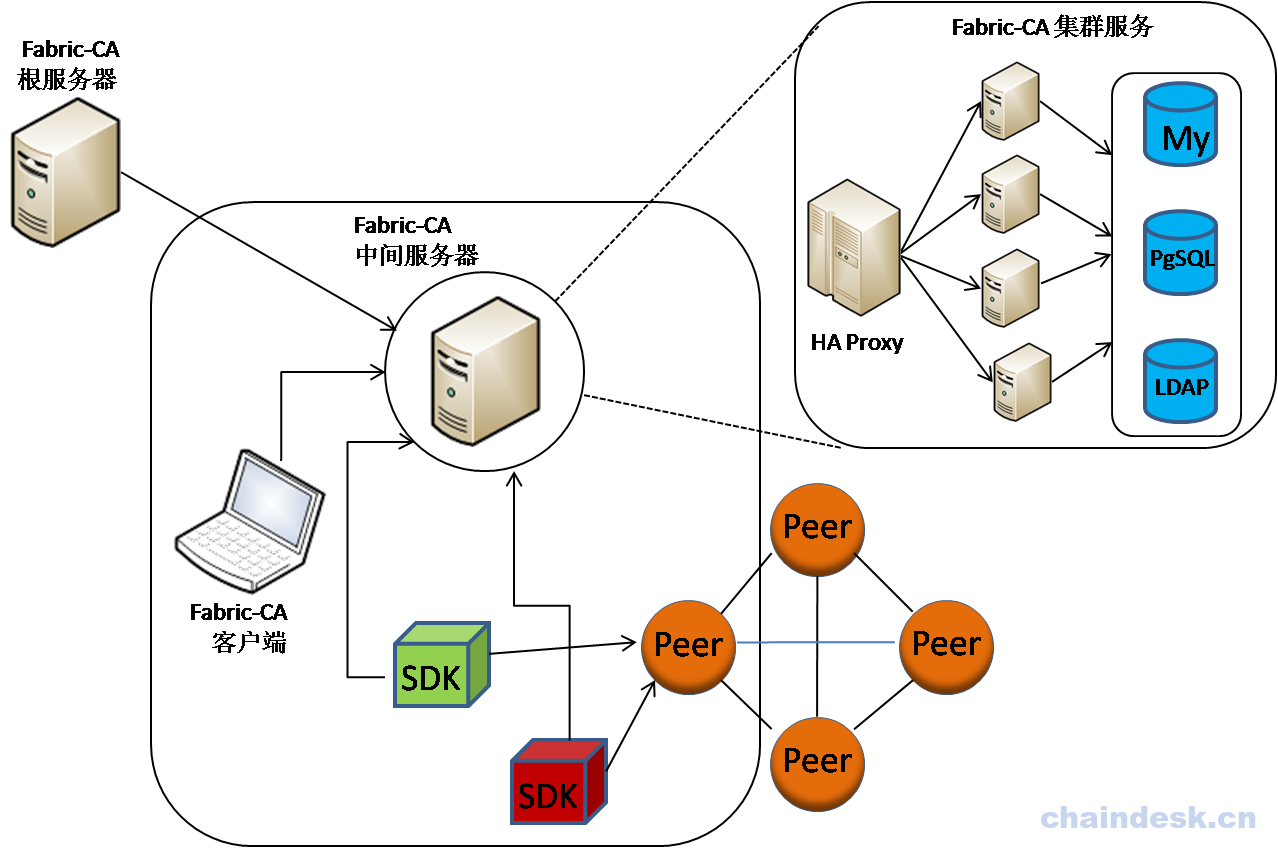 Fabric-CA
根服务器
Fabric-CA 集群服务
My
PgSQL
LDAP
HA Proxy
Fabric-CA
中间服务器
Fabric-CA
客户端
SDK
SDK
Peer
Peer
Peer
Peer
chaindesk.cn